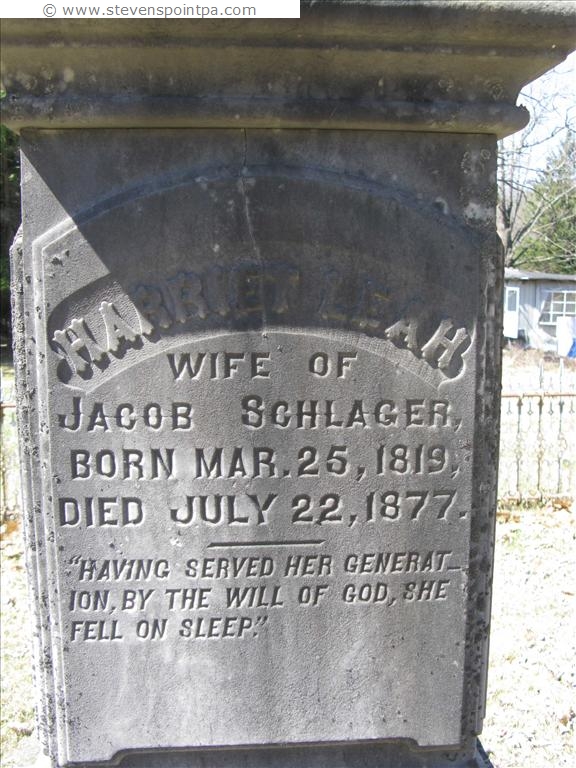 © www.stevenspointpa.com
HARRIET LEAH
WIFE OF
JACOB SCHLAGER,
BORN MAR. 25, 1819,
DIED JULY 22, 1877.
"HAVING SERVED HER GENERAT-
ION, BY THE WILL OF GOD, SHE
FELL ON SLEEP."